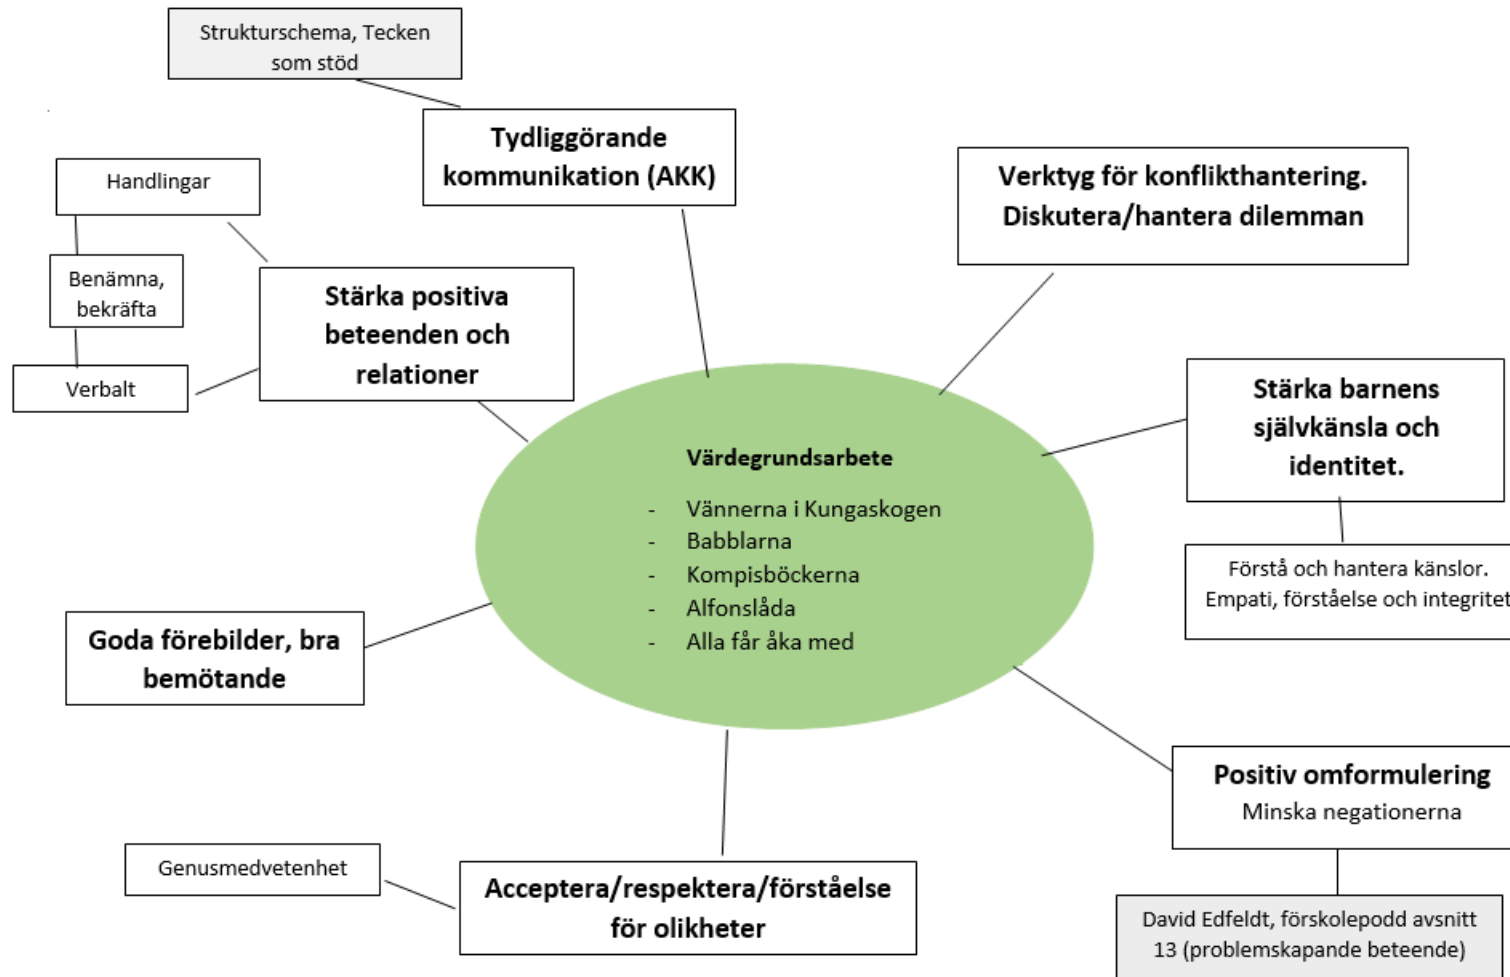 Strukturschema, Tecken
som stöd
Tydliggörande
kommunikation (AKK)
Verktyg för konflikthantering.
Diskutera/hantera dilemman
Handlingar
Benämna,
bekräfta
Verbalt
Stärka positiva
beteenden och
relationer
Stärka barnens
självkänsla och
identitet.
Förstå och hantera känslor.
Empati, förståelse och integritet
Värdegrundsarbete
- Vännerna i Kungaskogen
- Babblarna
- Kompisböckerna
- Alfonslåda
- Alla får åka med
Goda förebilder, bra
bemötande
Positiv omformulering
Minska negationerna
David Edfeldt, förskolepodd avsnitt
13 (problemskapande beteende)
Genusmedvetenhet
Acceptera/respektera/förståelse
för olikheter